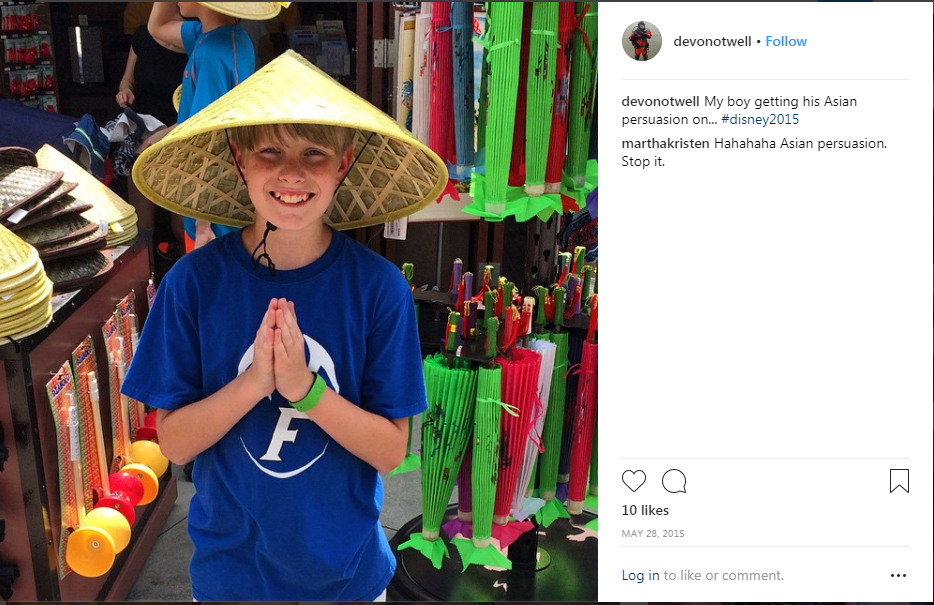 devonotwell • Follow
devonotwell My boy getting his Asian
persuasion on... #disney2015
marthakristen Hahahaha Asian persuasion.
Stop it.
F
10 likes
MAY 28, 2015
Log in to like or comment.